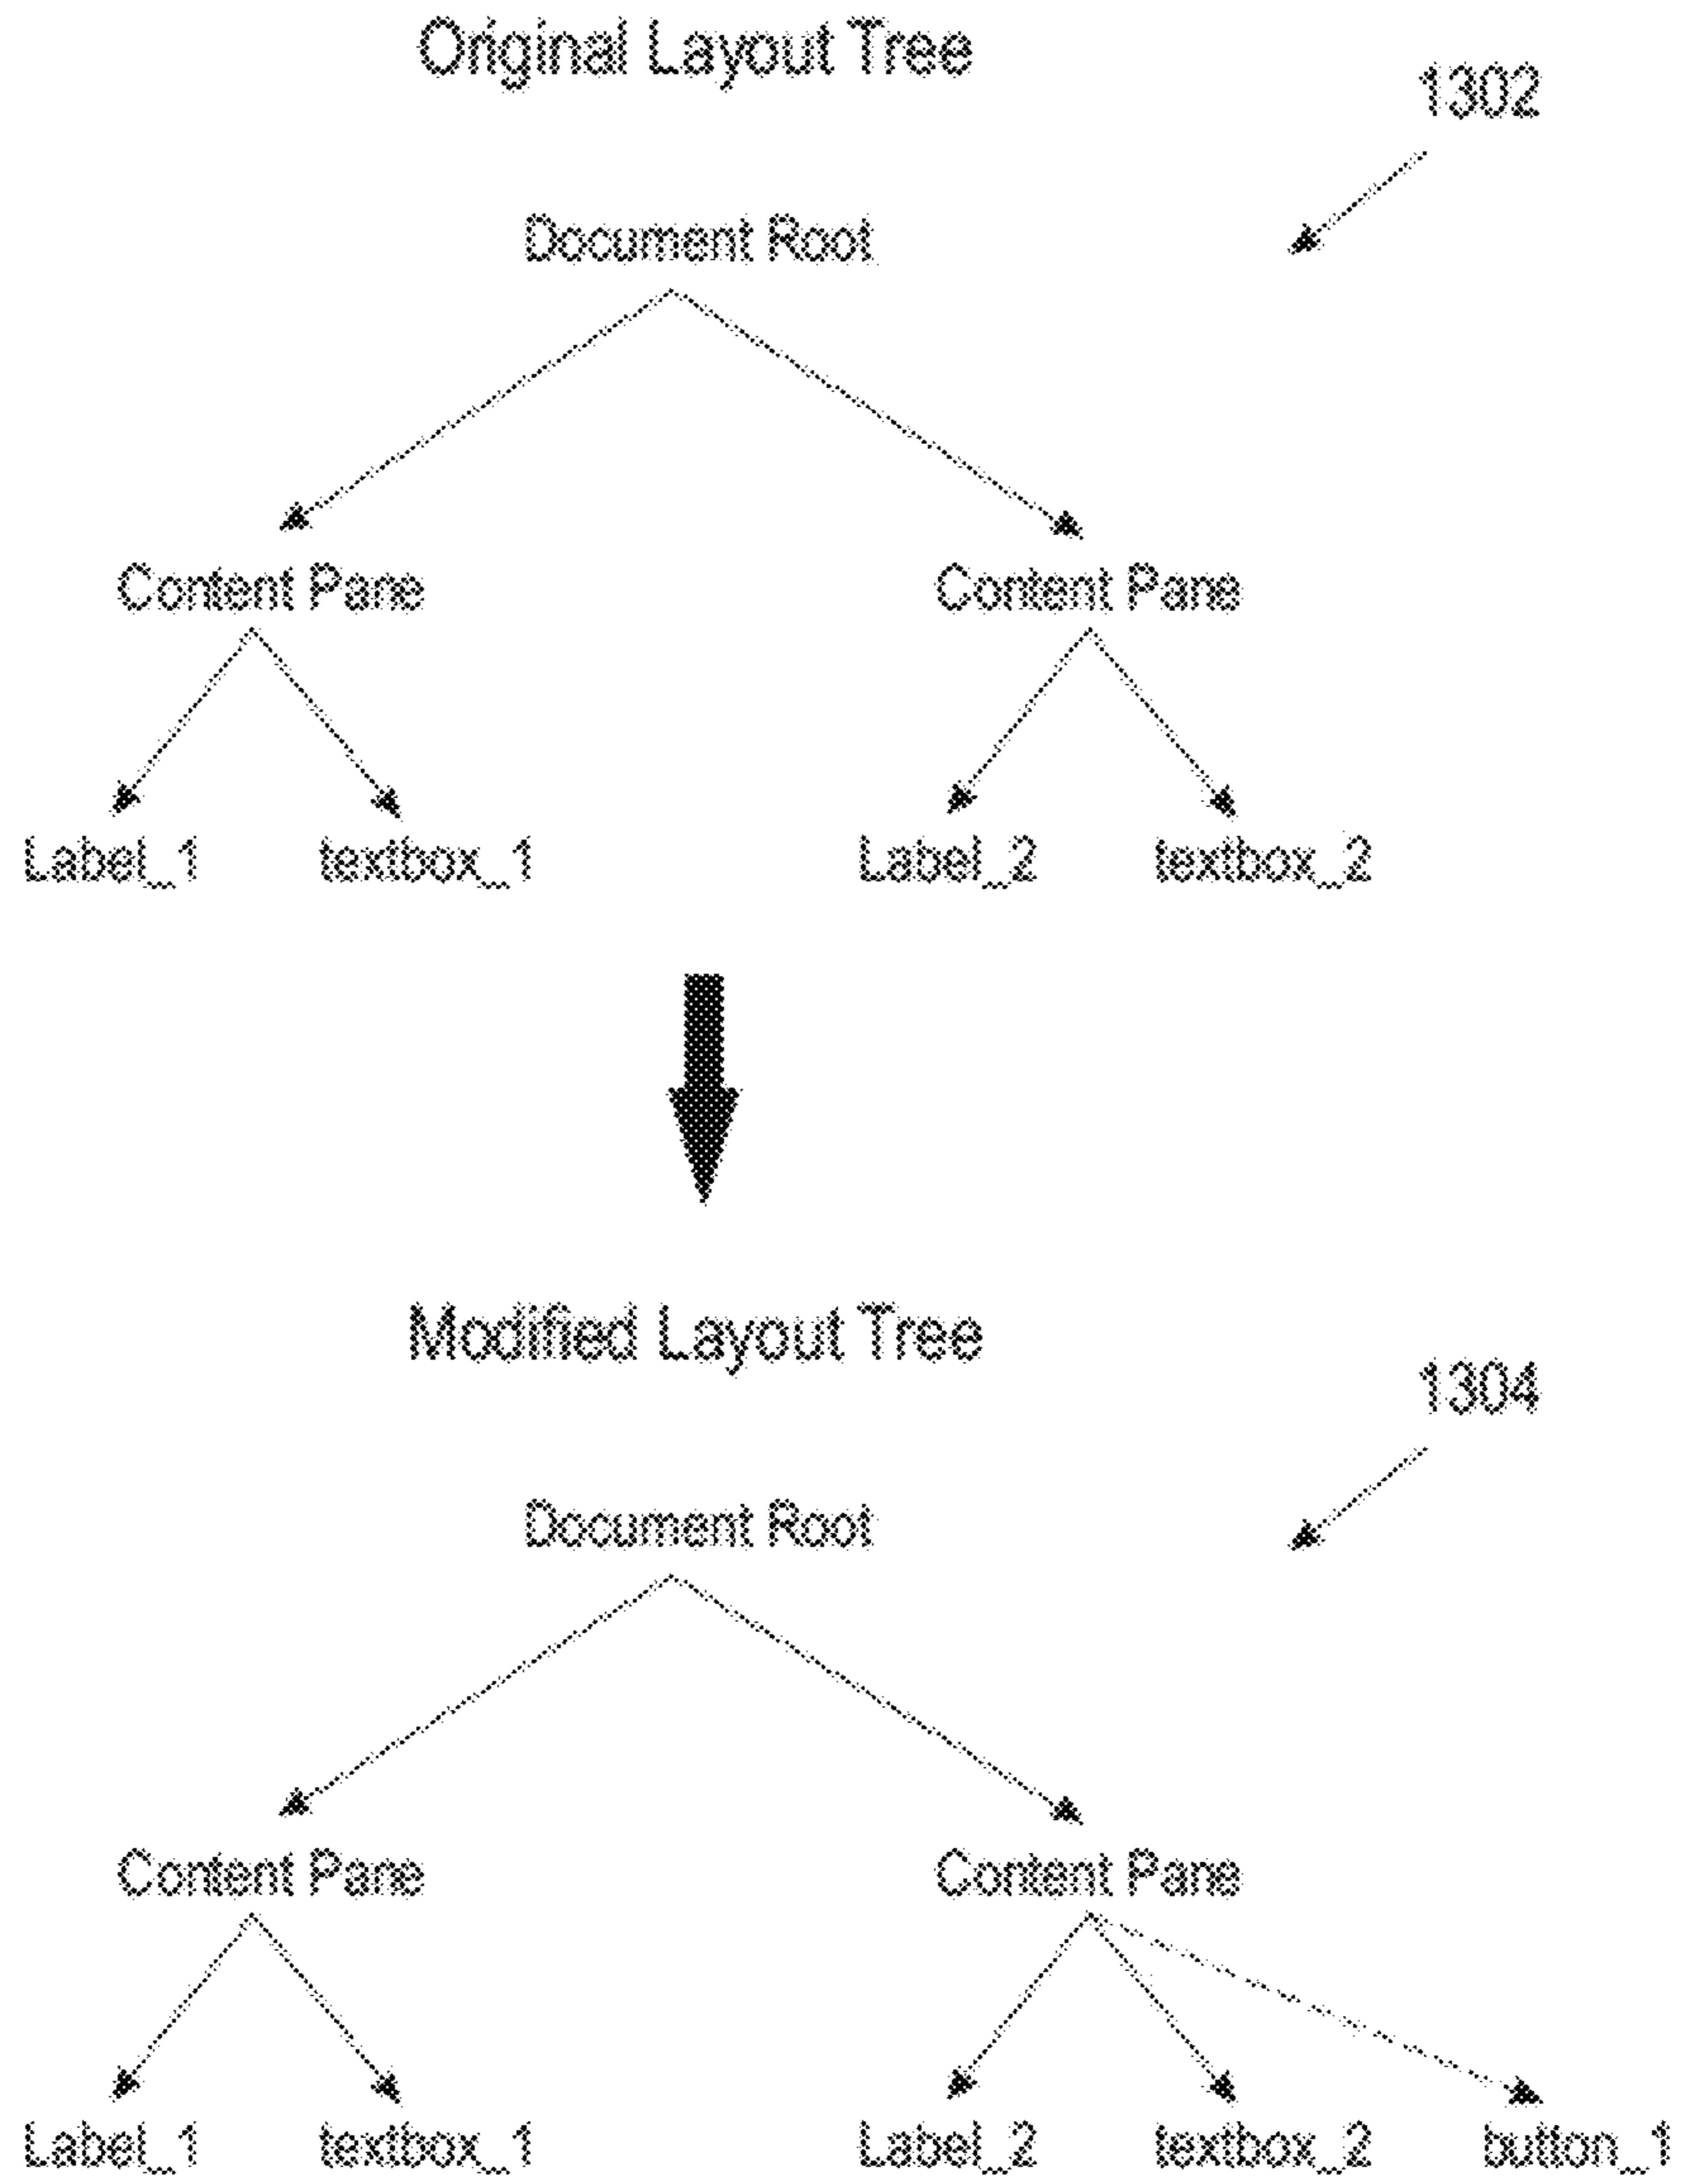 Original Layout Tree
1302
Document Root
Content Pane Content Pane
Label_1 textbox_1 Label_2 textbox_2
Modified Layout Tree
1304
Document Root
Content Pane Content Pane
Label_1 textbox_1 Label_2 textbox_2 button_1